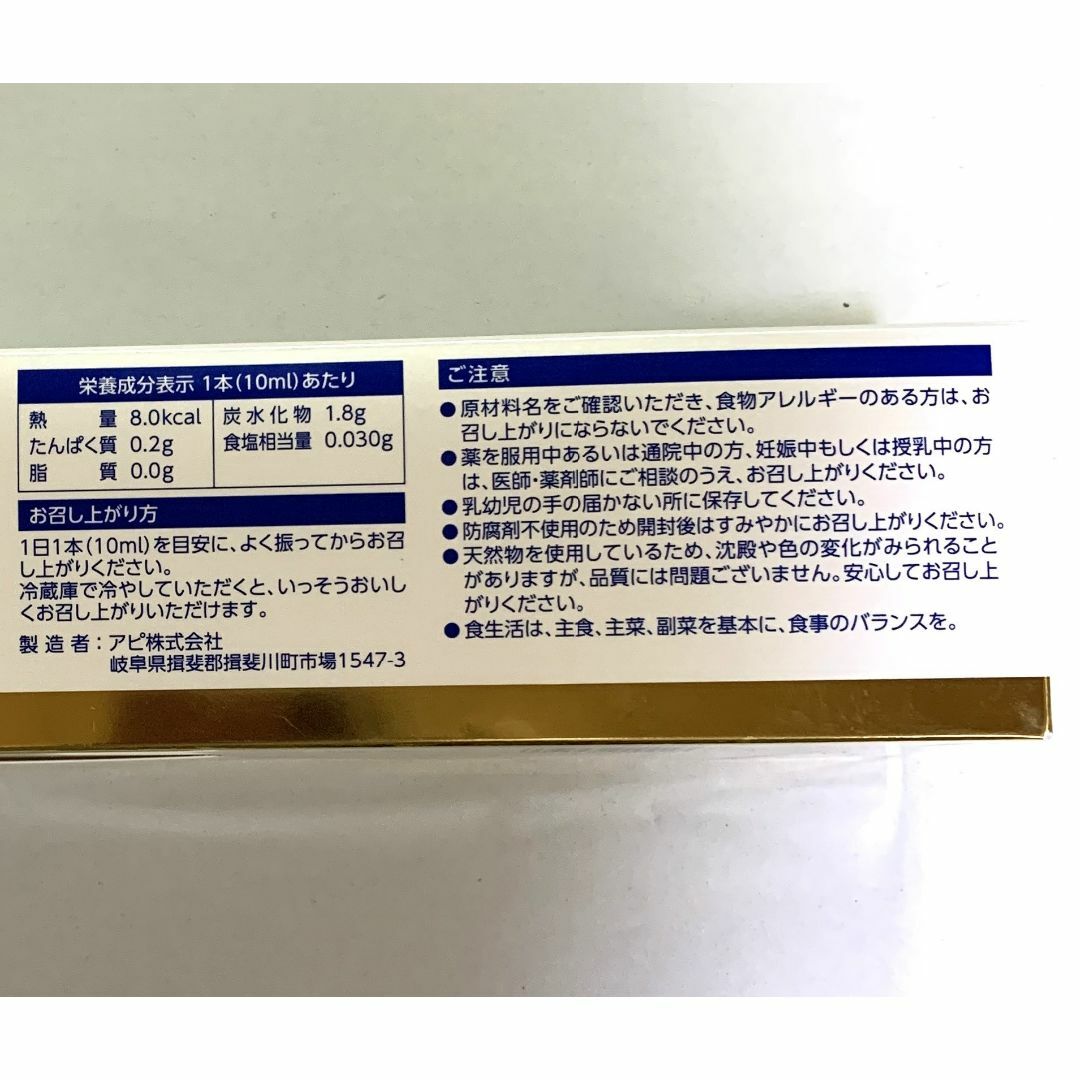 栄養成分表示 1本(10ml)あたり
熱量 8.0kcal
たんぱく質 0.2g
脂質 0.0g
炭水化物 1.8g
食塩相当量 0.030g
お召し上がり方
1日1本(10ml)を目安に、よく振ってからお召
し上がりください。
冷蔵庫で冷やしていただくと、いっそうおいし
くお召し上がりいただけます。
製造者：アピ株式会社
岐阜県揖斐郡揖斐川町市場1547-3
ご注意
●原材料名をご確認いただき、食物アレルギーのある方は、お
召し上がりにならないでください。
●薬を服用中あるいは通院中の方、妊娠中もしくは授乳中の方
は、医師・薬剤師にご相談のうえ、お召し上がりください。
●乳幼児の手の届かない所に保存してください。
●防腐剤不使用のため開封後はすみやかにお召し上がりください。
●天然物を使用しているため、沈殿や色の変化がみられること
がありますが、品質には問題ございません。安心してお召し上
がりください。
●食生活は、主食、主菜、副菜を基本に、食事のバランスを。